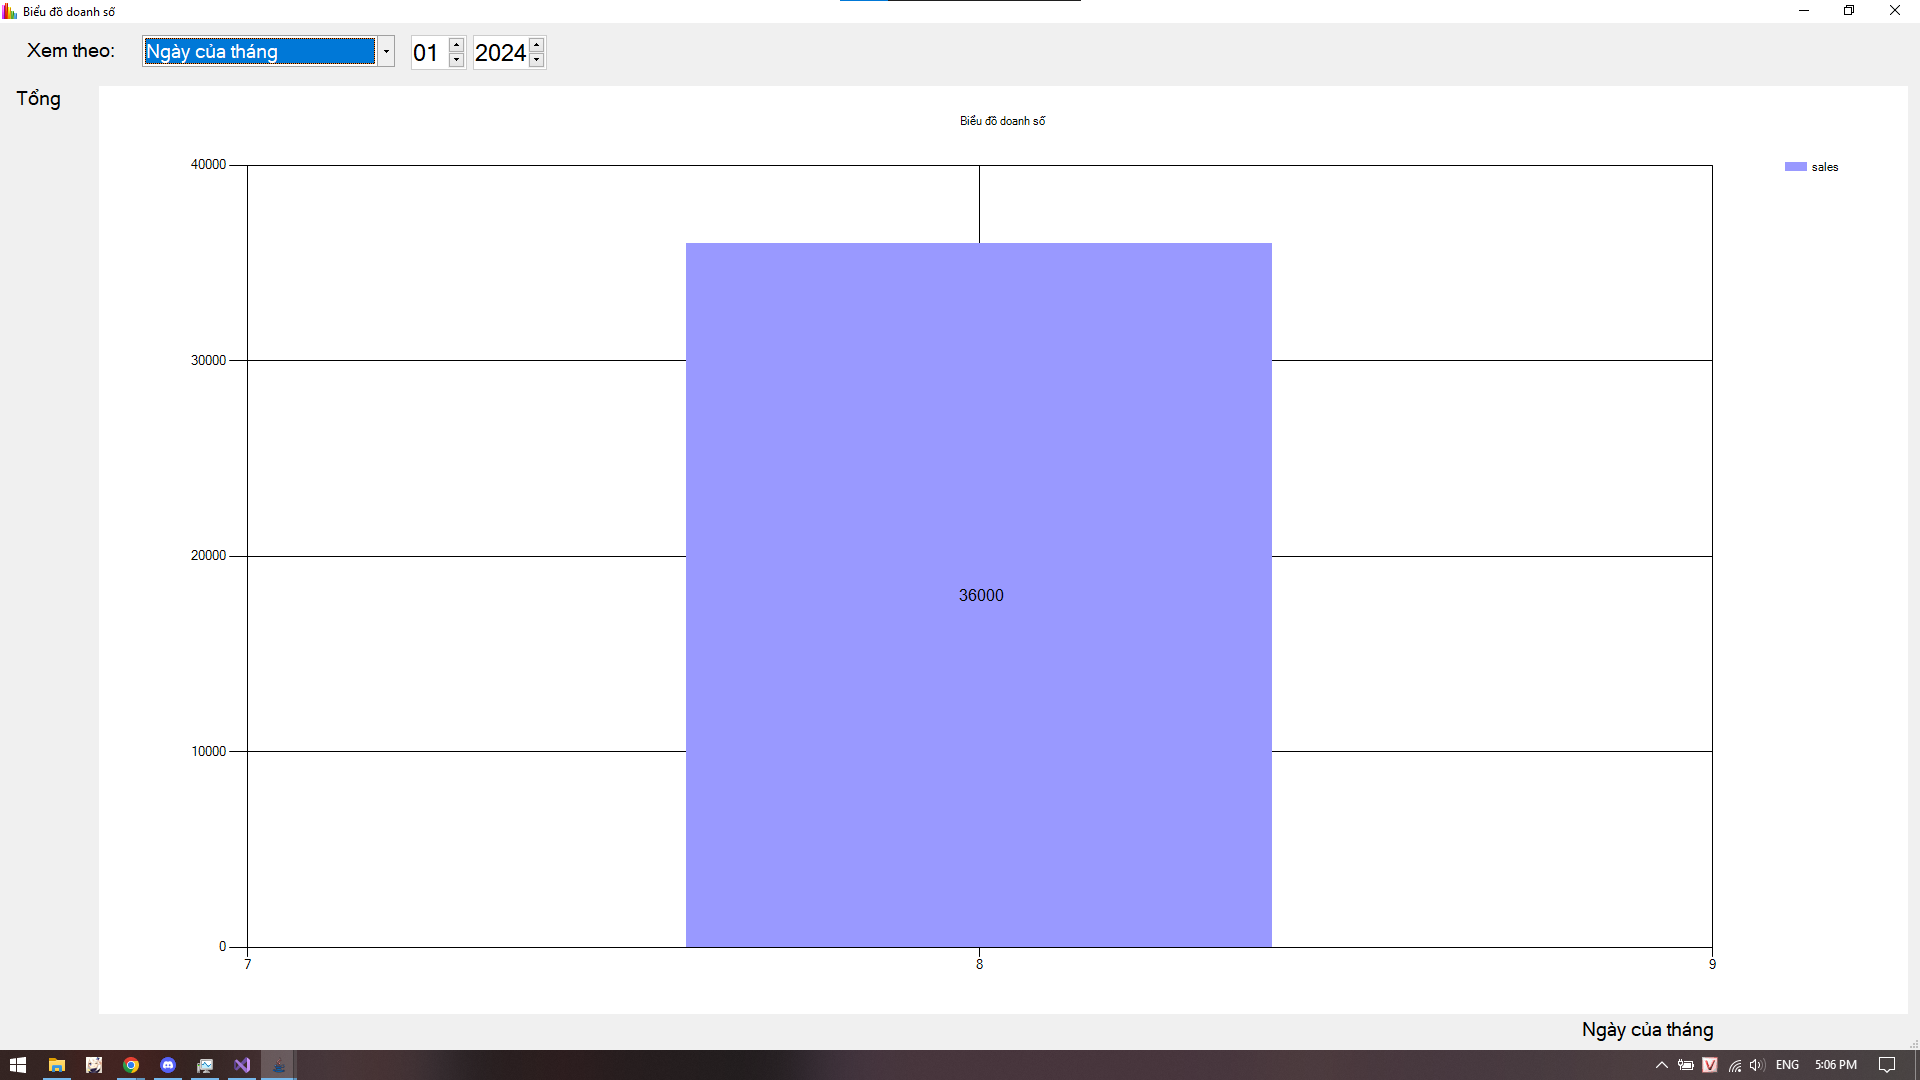 Biểu đồ doanh số
Xem theo: Ngày của tháng 01 2024
Tổng
Biểu đồ doanh số
sales
40000
30000
20000
10000
0
36000
7 8 9
Ngày của tháng
V ENG 5:06 PM